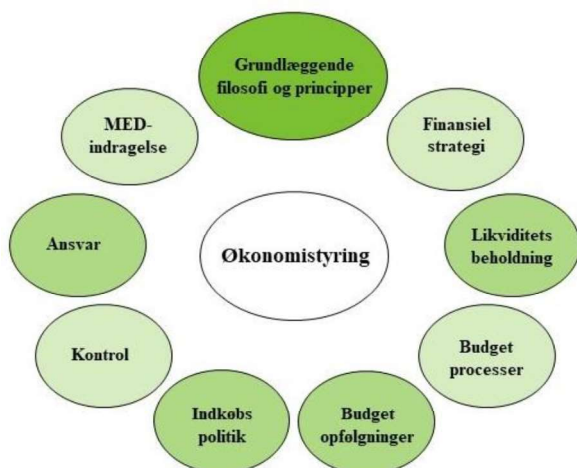 Grundlæggende
filosofi og principper
MED-
indragelse
Finansiel
strategi
Ansvar
Økonomistyring
Likviditets
beholdning
Kontrol
Budget
processer
Indkøbs
politik
Budget
opfølgninger